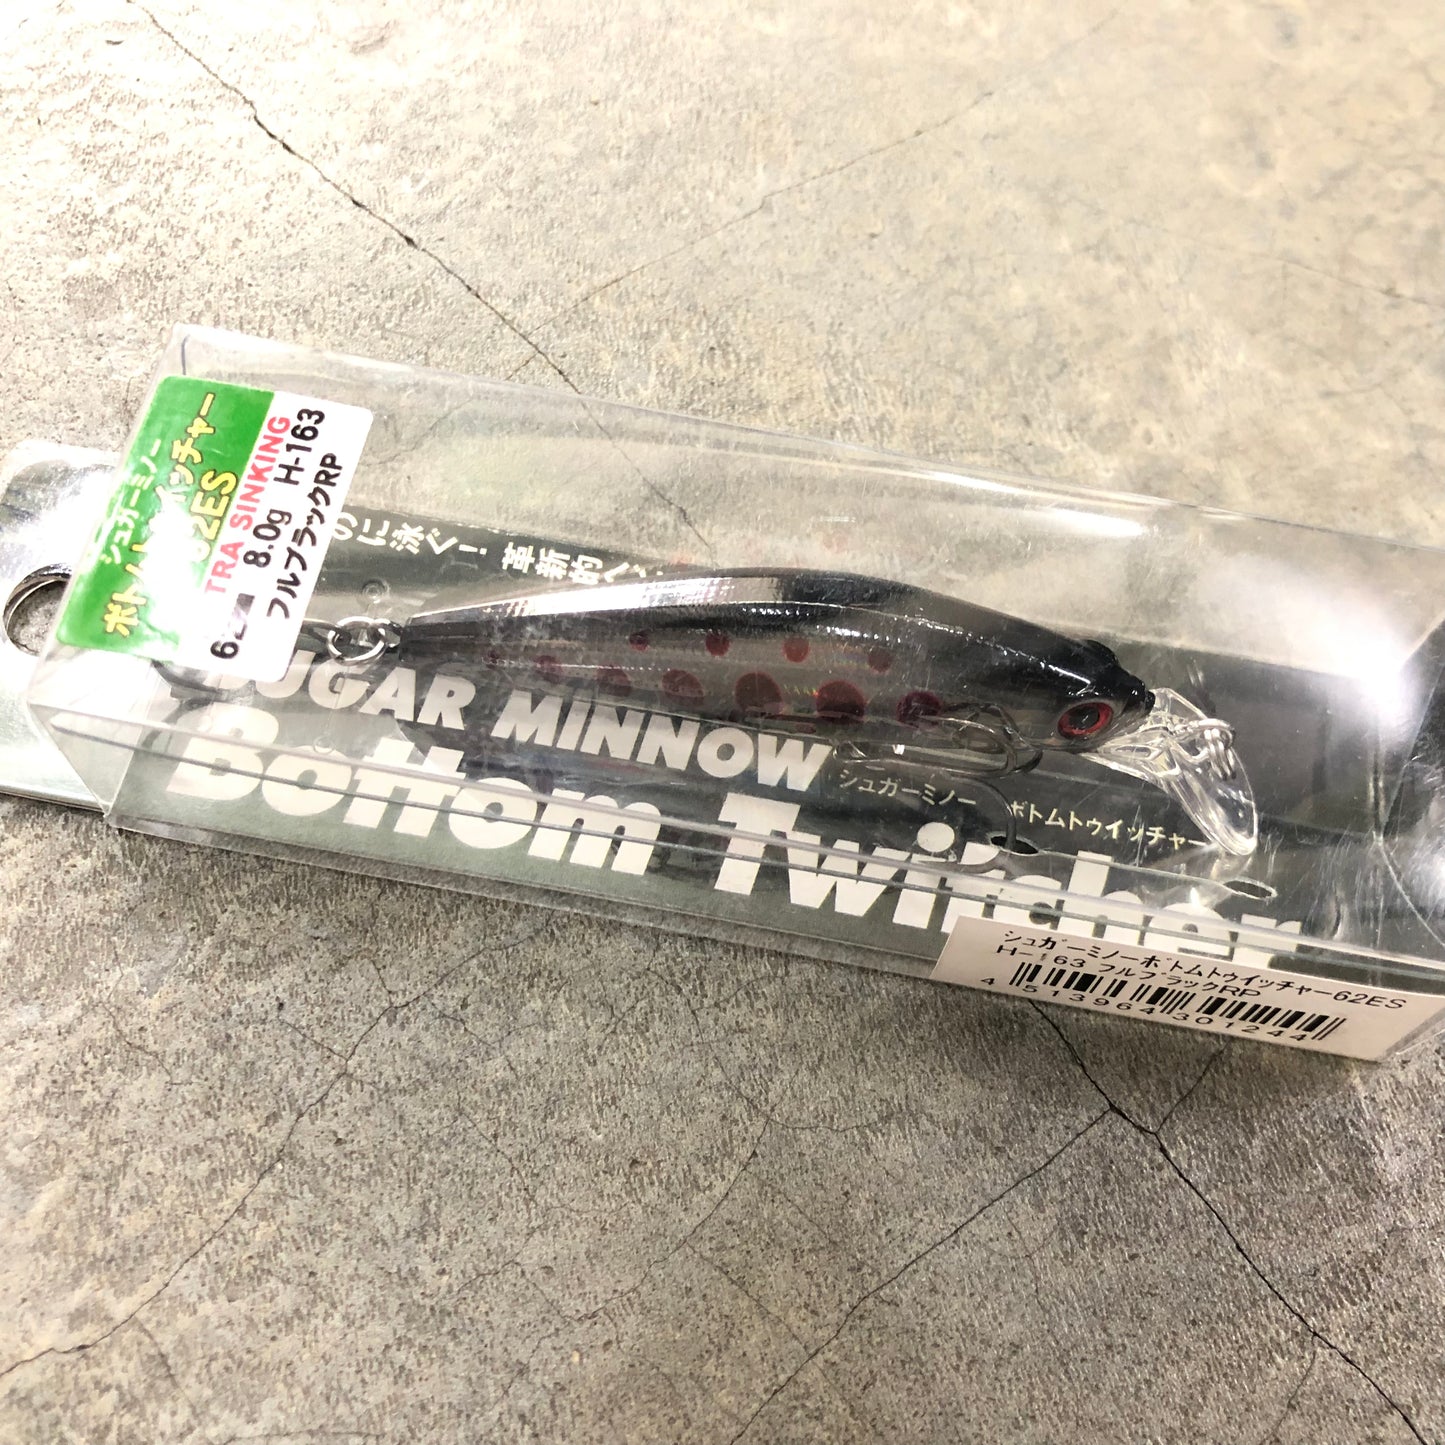 シュガーミノー
ボトムトゥイッチャー
62ES
TRA SINKING
8.0g H-163
フルブラックRP
のに泳ぐ! 革新的
SUGAR MINNOW
Bottom Twitcher
シュガーミノー ボトムトゥイッチャー
シュガーミノーボトムトゥイッチャー62ES
H-163 フルブラックRP
4 513964 301244